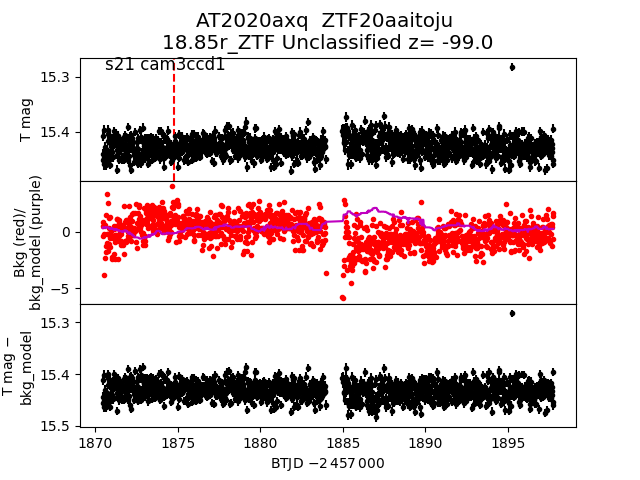 AT2020axq  ZTF20aaitoju
18.85r_ZTF Unclassified z= -99.0
s21 cam3ccd1
T mag
15.3
15.4
Bkg (red)/
bkg_model (purple)
0
−5
T mag −
bkg_model
15.3
15.4
15.5
1870
1875
1880
1885
1890
1895
BTJD −2 457 000